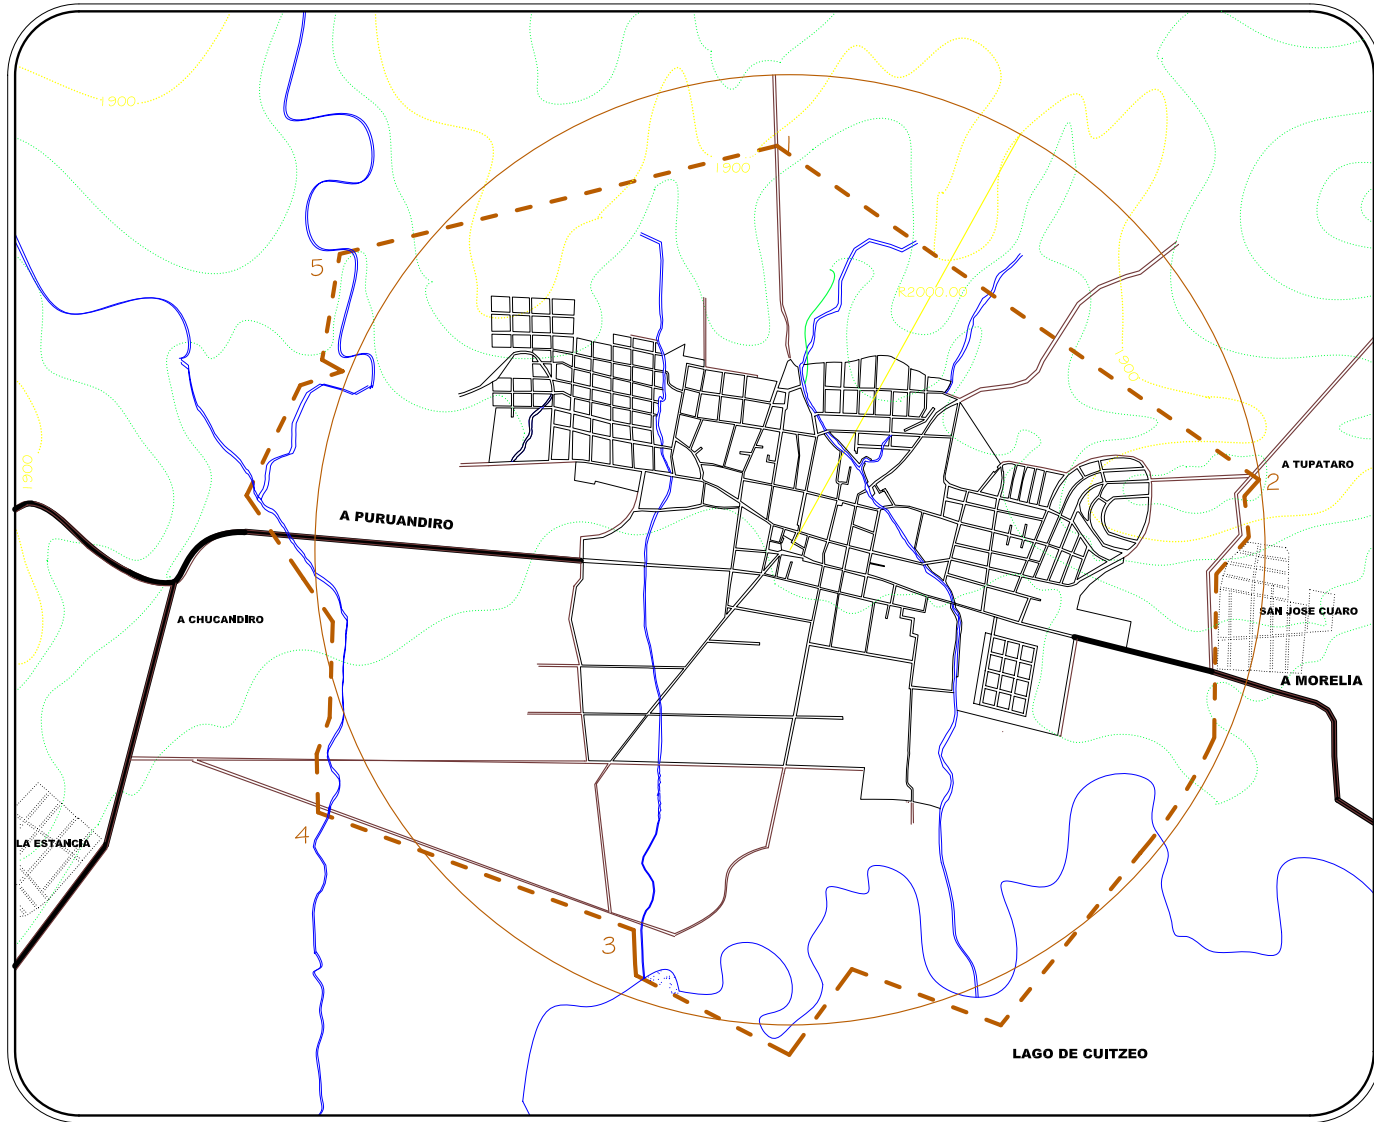 1900
1
1900
5
R2000.00
1900
A TUPATARO
2
1900
A PURUANDIRO
SAN JOSE CUARO
A CHUCANDIRO
A MORELIA
4
LA ESTANCIA
3
LAGO DE CUITZEO